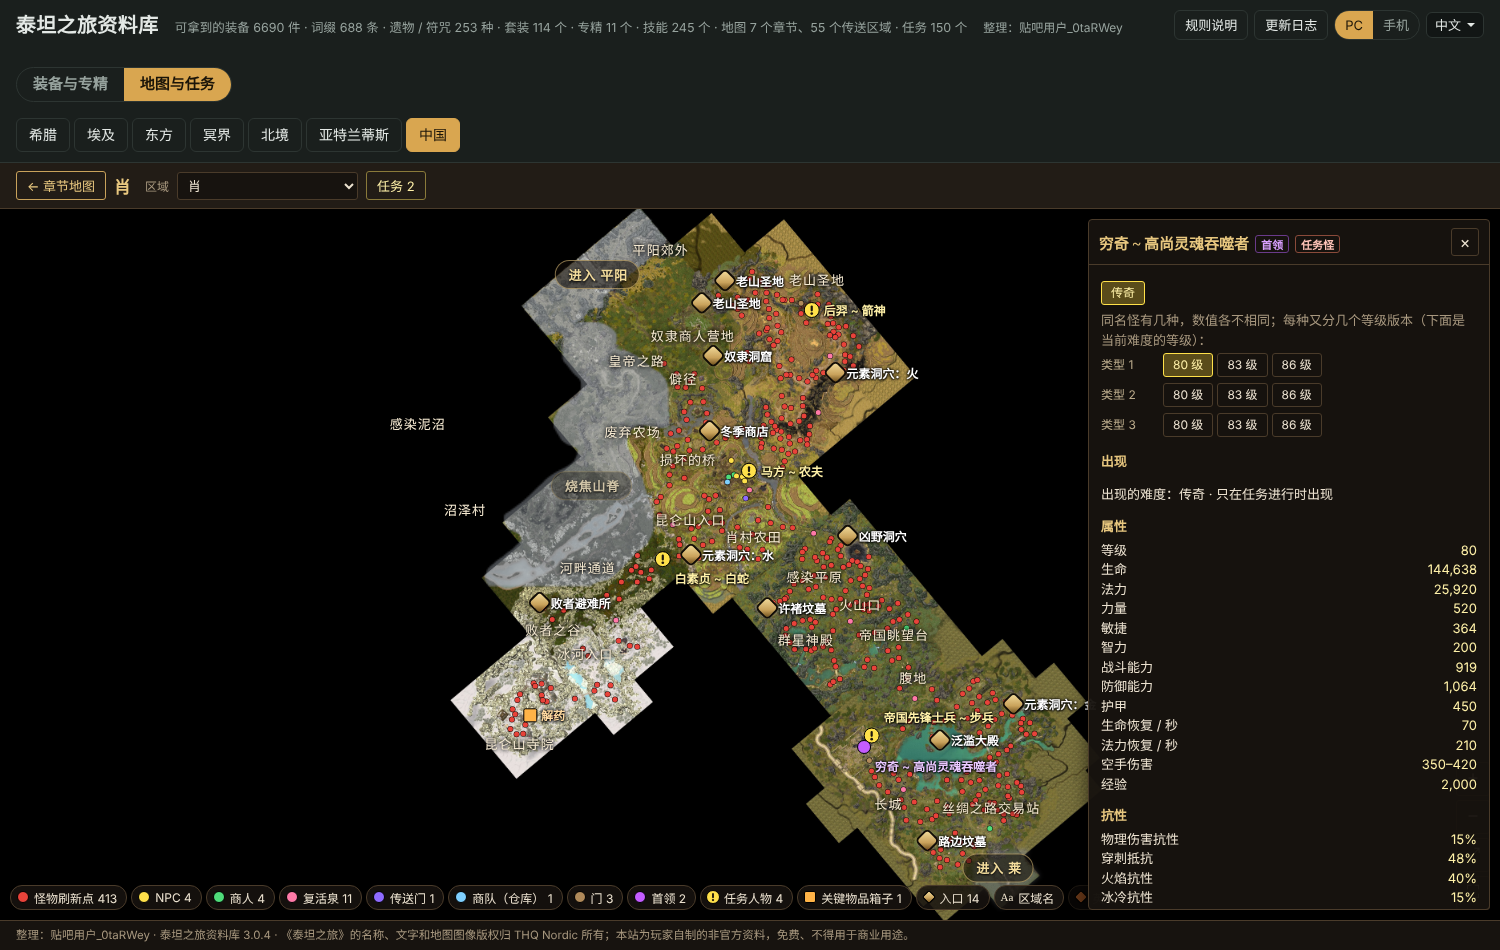 泰坦之旅资料库 可拿到的装备 6690 件 · 词缀 688 条 · 遗物 / 符咒 253 种 · 套装 114 个 · 专精 11 个 · 技能 245 个 · 地图 7 个章节、55 个传送区域 · 任务 150 个 整理：贴吧用户_0taRWey 规则说明 更新日志 PC 手机 中文
装备与专精 地图与任务
希腊 埃及 东方 冥界 北境 亚特兰蒂斯 中国
← 章节地图 肖 区域 肖 任务 2
平阳郊外
进入 平阳
老山圣地 老山圣地
老山圣地
后羿 ~ 箭神
奴隶商人营地
皇帝之路 奴隶洞窟
僻径 元素洞穴：火
感染泥沼
废弃农场 冬季商店
损坏的桥
马方 ~ 农夫
烧焦山脊
沼泽村
昆仑山入口
肖村农田 凶野洞穴
元素洞穴：水
河畔通道
白素贞 ~ 白蛇 感染平原
败者避难所 许褚坟墓 火山口
败者之谷 群星神殿 帝国眺望台
冰河入口
腹地
元素洞穴：
解药 帝国先锋士兵 ~ 步兵
昆仑山寺院 泛滥大殿
穷奇 ~ 高尚灵魂吞噬者
长城 丝绸之路交易站
路边坟墓
进入 莱
怪物刷新点 413 NPC 4 商人 4 复活泉 11 传送门 1 商队（仓库） 1 门 3 首领 2 任务人物 4 关键物品箱子 1 入口 14 Aa 区域名
穷奇 ~ 高尚灵魂吞噬者 首领 任务怪 ×
传奇
同名怪有几种，数值各不相同；每种又分几个等级版本（下面是
当前难度的等级）：
类型 1 80 级 83 级 86 级
类型 2 80 级 83 级 86 级
类型 3 80 级 83 级 86 级
出现
出现的难度：传奇 · 只在任务进行时出现
属性
等级 80
生命 144,638
法力 25,920
力量 520
敏捷 364
智力 200
战斗能力 919
防御能力 1,064
护甲 450
生命恢复 / 秒 70
法力恢复 / 秒 210
空手伤害 350–420
经验 2,000
抗性
物理伤害抗性 15%
穿刺抵抗 48%
火焰抗性 40%
冰冷抗性 15%
整理：贴吧用户_0taRWey · 泰坦之旅资料库 3.0.4 · 《泰坦之旅》的名称、文字和地图图像版权归 THQ Nordic 所有；本站为玩家自制的非官方资料，免费、不得用于商业用途。